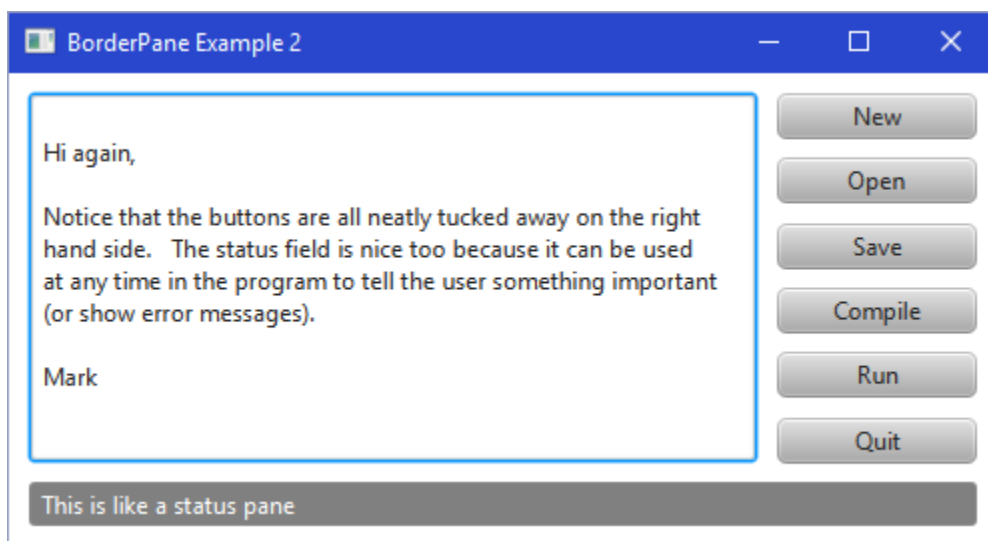 BorderPane Example 2
Hi again,
Notice that the buttons are all neatly tucked away on the right
hand side.   The status field is nice too because it can be used
at any time in the program to tell the user something important
(or show error messages).
Mark
New
Open
Save
Compile
Run
Quit
This is like a status pane